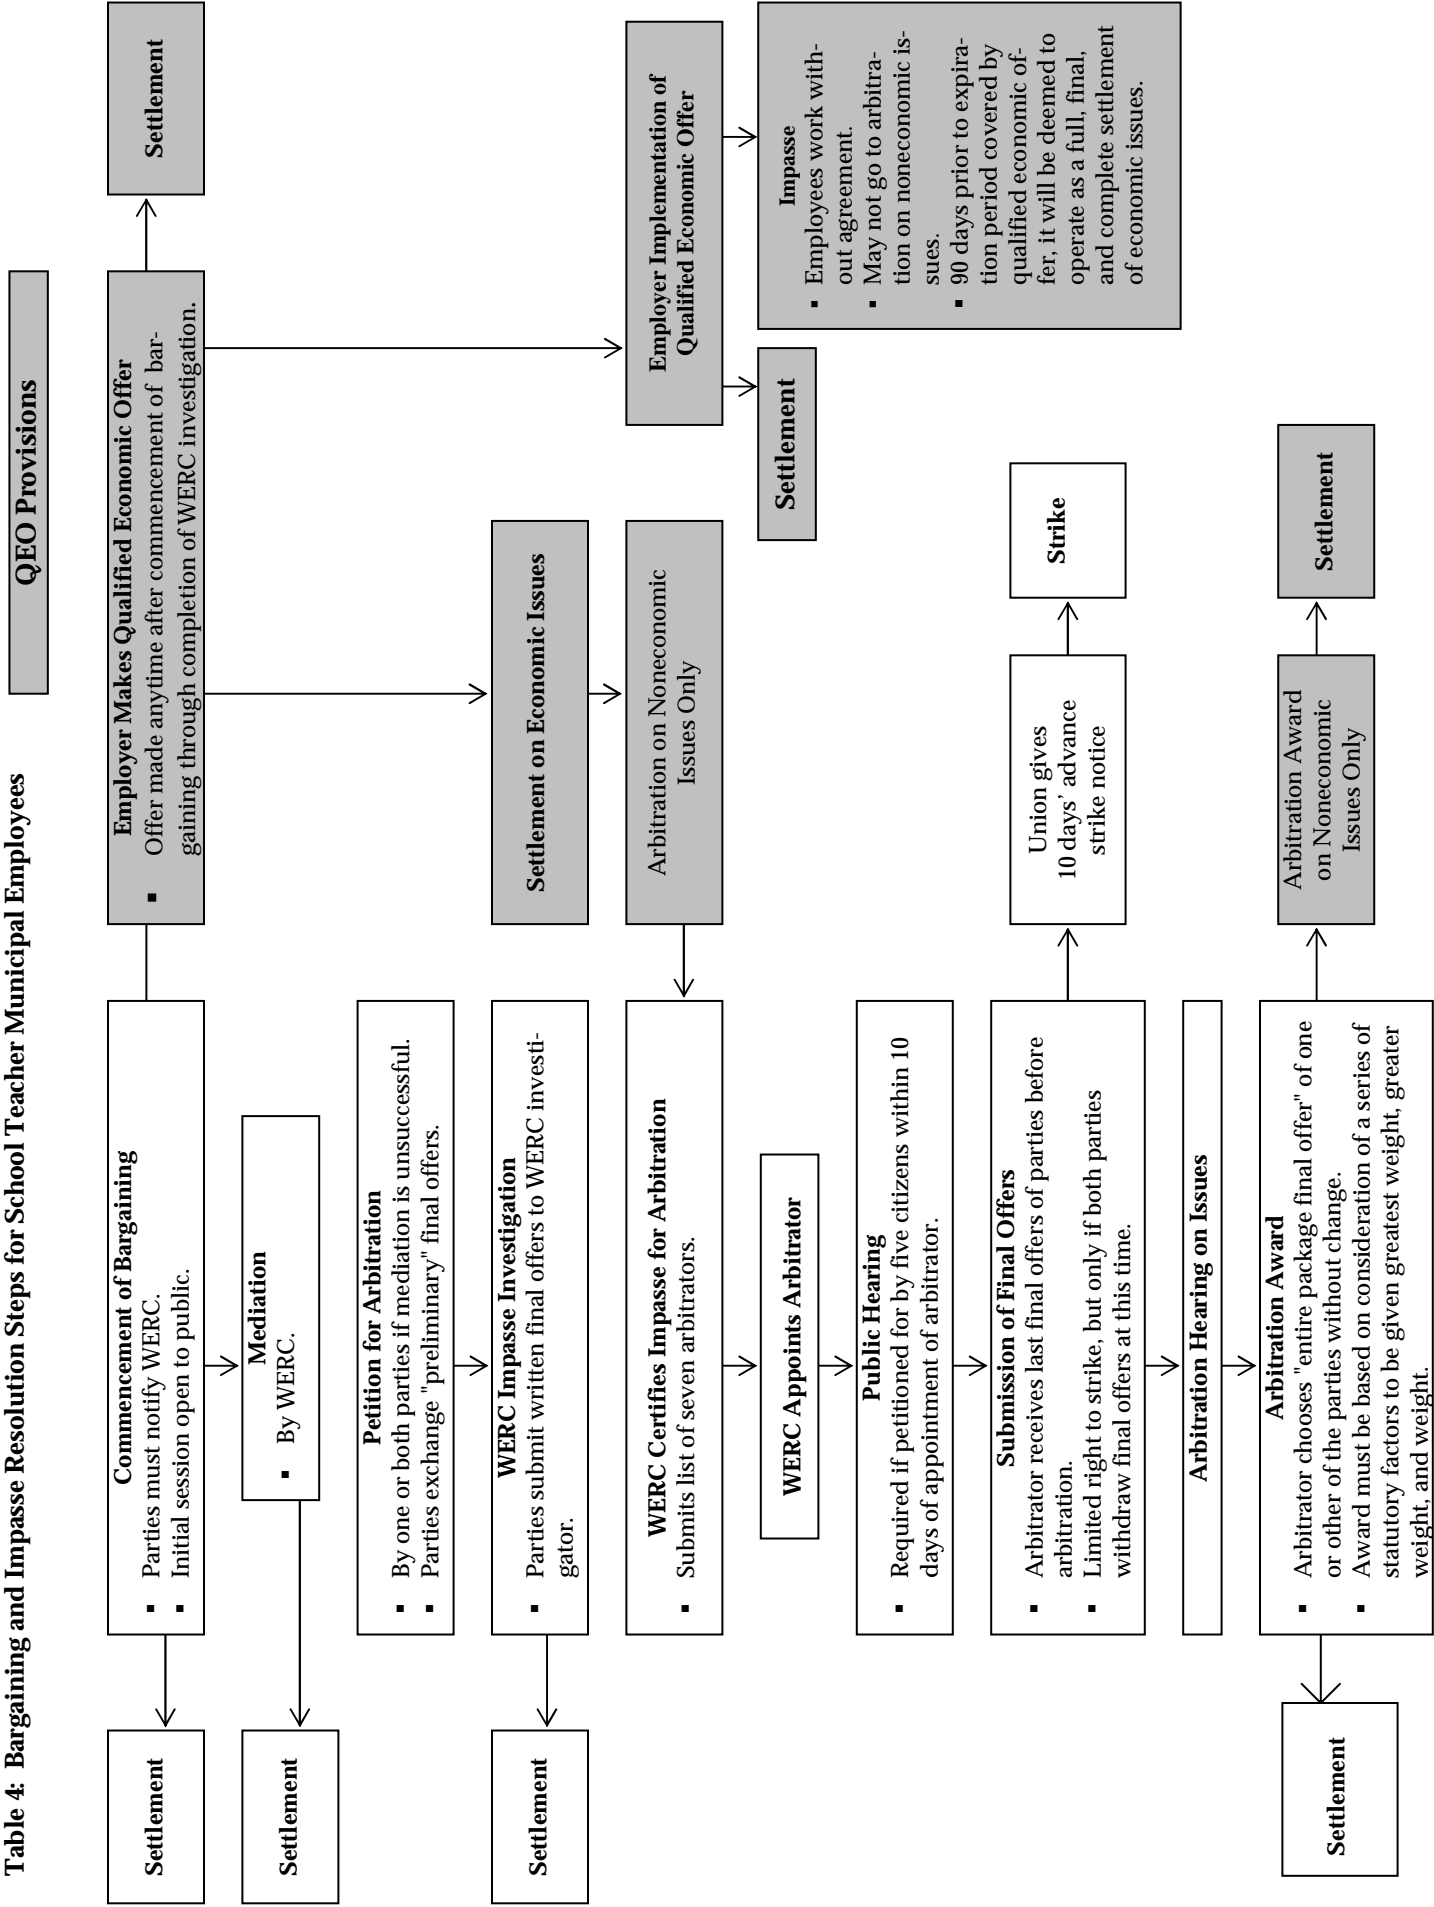 Table 4: Bargaining and Impasse Resolution Steps for School Teacher Municipal Employees
QEO Provisions
Settlement
Commencement of Bargaining
▪ Parties must notify WERC.
▪ Initial session open to public.
Employer Makes Qualified Economic Offer
▪ Offer made anytime after commencement of bar-
gaining through completion of WERC investigation.
Settlement
Settlement
Mediation
▪ By WERC.
Petition for Arbitration
▪ By one or both parties if mediation is unsuccessful.
▪ Parties exchange "preliminary" final offers.
Settlement
WERC Impasse Investigation
▪ Parties submit written final offers to WERC investi-
gator.
Settlement on Economic Issues
WERC Certifies Impasse for Arbitration
▪ Submits list of seven arbitrators.
Arbitration on Noneconomic
Issues Only
Employer Implementation of
Qualified Economic Offer
WERC Appoints Arbitrator
Settlement
Impasse
▪ Employees work with-
out agreement.
▪ May not go to arbitra-
tion on noneconomic is-
sues.
▪ 90 days prior to expira-
tion period covered by
qualified economic of-
fer, it will be deemed to
operate as a full, final,
and complete settlement
of economic issues.
Public Hearing
▪ Required if petitioned for by five citizens within 10
days of appointment of arbitrator.
Submission of Final Offers
▪ Arbitrator receives last final offers of parties before
arbitration.
▪ Limited right to strike, but only if both parties
withdraw final offers at this time.
Union gives
10 days’ advance
strike notice
Strike
Arbitration Hearing on Issues
Settlement
Arbitration Award
▪ Arbitrator chooses "entire package final offer" of one
or other of the parties without change.
▪ Award must be based on consideration of a series of
statutory factors to be given greatest weight, greater
weight, and weight.
Arbitration Award
on Noneconomic
Issues Only
Settlement